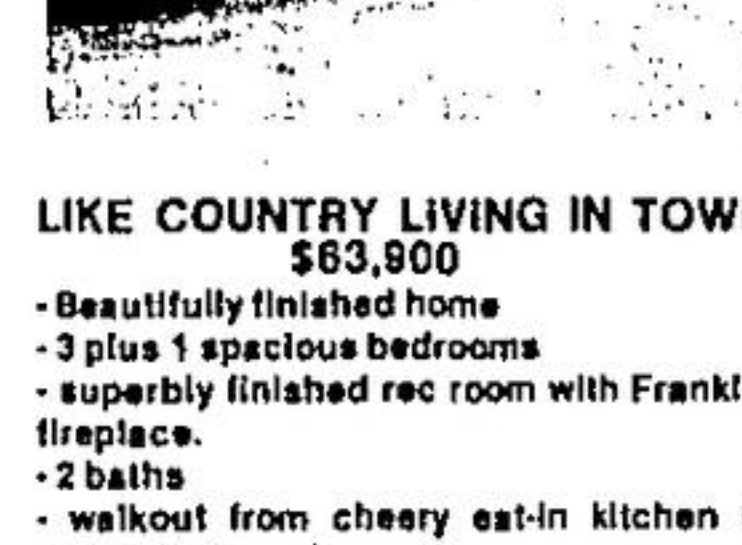 LIKE COUNTRY LIVING IN TOW
$63,900
- Beautifully finished home
- 3 plus 1 spacious bedrooms
- superbly finished rec room with Frankl
fireplace.
- 2 baths
- walkout from cheery eat-in kitchen